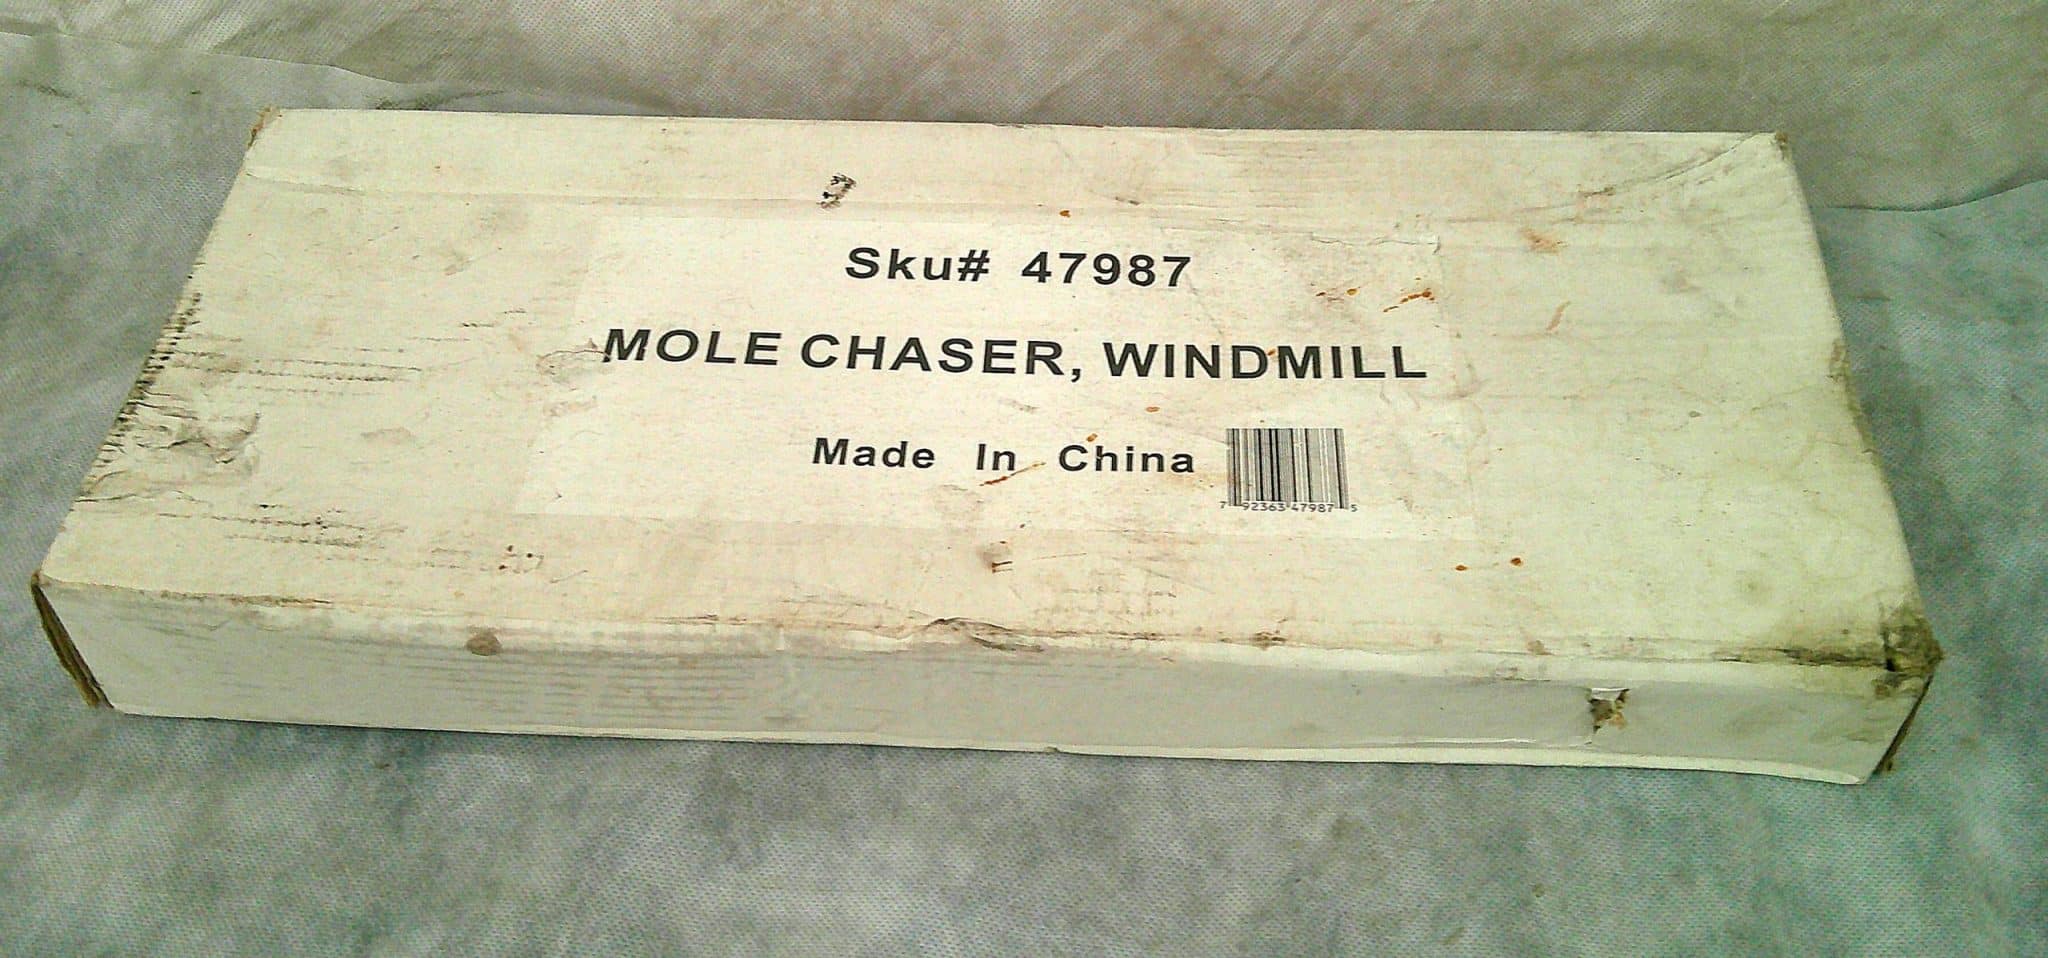 Sku# 47987
MOLE CHASER, WINDMILL
Made In China
7 92363 47987 5